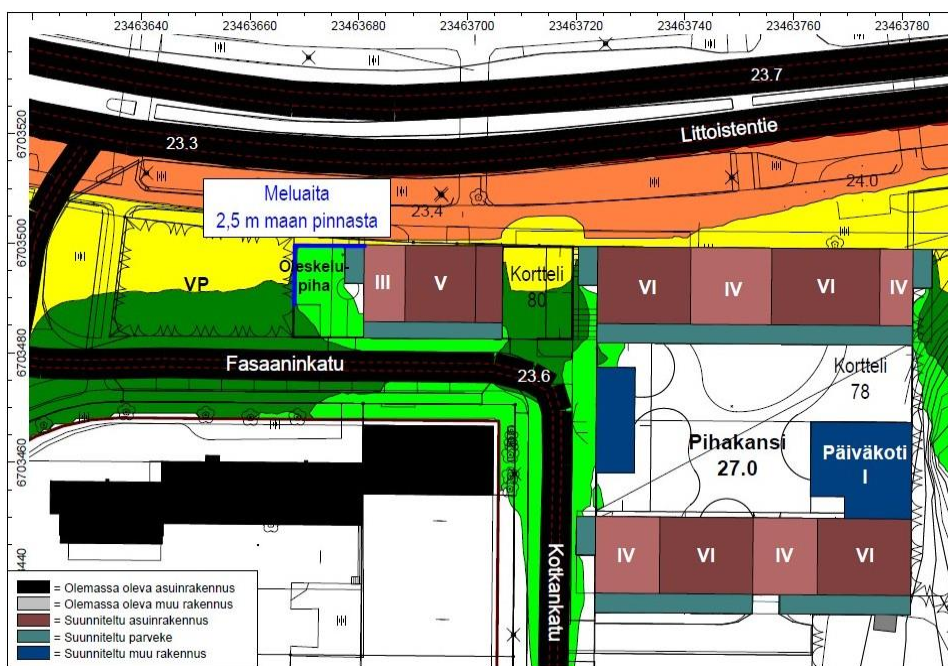 23463640
23463660
23463680
23463700
23463720
23463740
23463760
23463780
6703520
6703500
6703480
6703460
440
23.7
Littoistentie
23.3
Meluaita
2,5 m maan pinnasta
23.4
24.0
VP
Oleskelu-
piha
III
V
Kortteli
80
VI
IV
VI
IV
Fasaaninkatu
23.6
Kortteli
78
Pihakansi
27.0
Päiväkoti
I
Kotkankatu
IV
VI
IV
VI
= Olemassa oleva asuinrakennus
= Olemassa oleva muu rakennus
= Suunniteltu asuinrakennus
= Suunniteltu parveke
= Suunniteltu muu rakennus